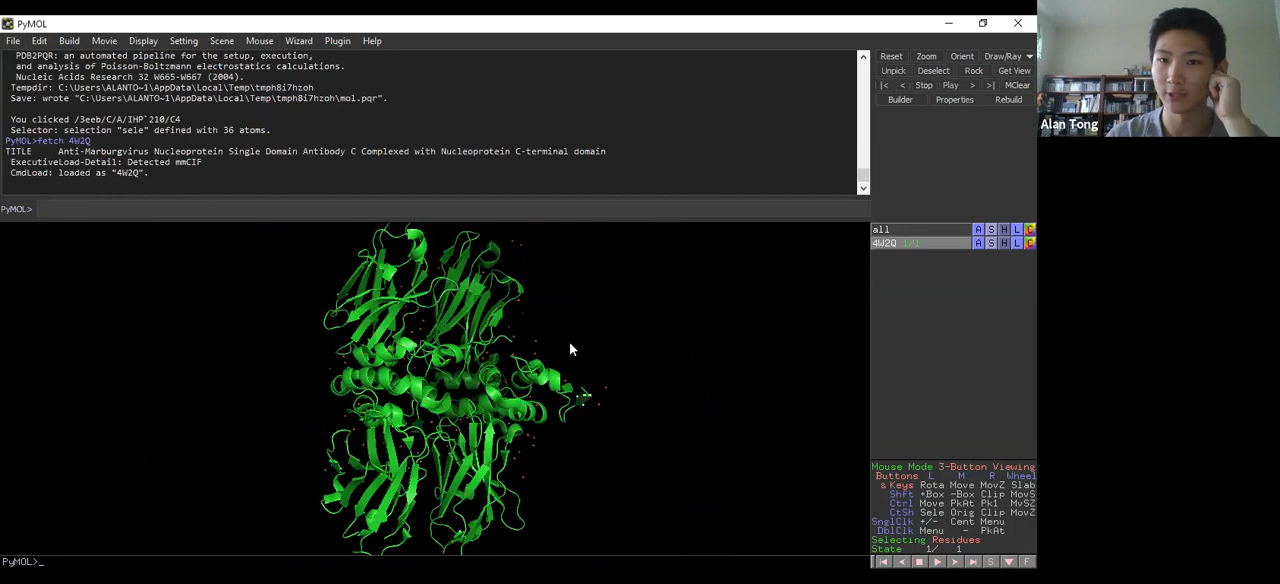 PyMOL
File Edit Build Movie Display Setting Scene Mouse Wizard Plugin Help
PDB2PQR: an automated pipeline for the setup, execution,
and analysis of Poisson-Boltzmann electrostatics calculations.
Nucleic Acids Research 32 W665-W667 (2004).
Tempdir: C:\Users\ALANTO~1\AppData\Local\Temp\tmph8i7hzoh
Save: wrote "C:\Users\ALANTO~1\AppData\Local\Temp\tmph8i7hzoh\mol.pqr".
You clicked /3eeb/C/A/IHP`210/C4
Selector: selection "sele" defined with 36 atoms.
PyMOL>fetch 4W2Q
TITLE Anti-Marburgvirus Nucleoprotein Single Domain Antibody C Complexed with Nucleoprotein C-terminal domain
ExecutiveLoad-Detail: Detected mmCIF
CmdLoad: loaded as "4W2Q".
PyMOL>
Reset Zoom Orient Draw/Ray
Unpick Deselect Rock Get View
|< < Stop Play > >| MClear
Builder Properties Rebuild
Alan Tong
all A S H L C
4W2Q 1/1 A S H L C
Mouse Mode 3-Button Viewing
Buttons L M R Wheel
& Keys Rota Move MovZ Slab
Shft +Box -Box Clip MovS
Ctrl Move PkAt Pk1 MvSZ
CtSh Sele Orig Clip MovZ
SnglClk +/- Cent Menu
DblClk Menu - PkAt
Selecting Residues
State 1/ 1
PyMOL>_
S F